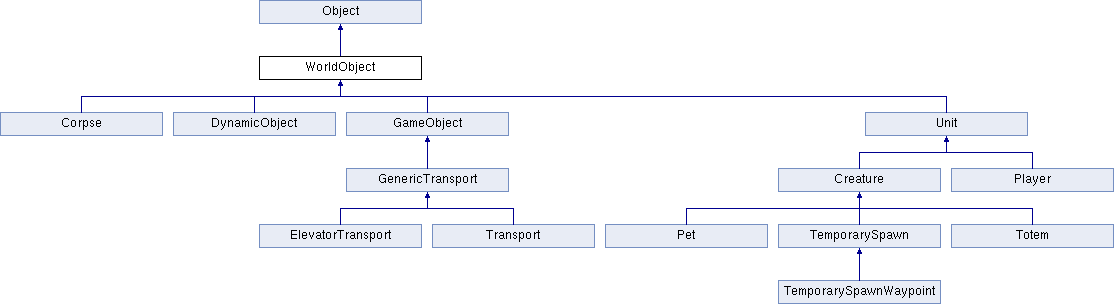 Object
WorldObject
Corpse
DynamicObject
GameObject
Unit
GenericTransport
Creature
Player
ElevatorTransport
Transport
Pet
TemporarySpawn
Totem
TemporarySpawnWaypoint